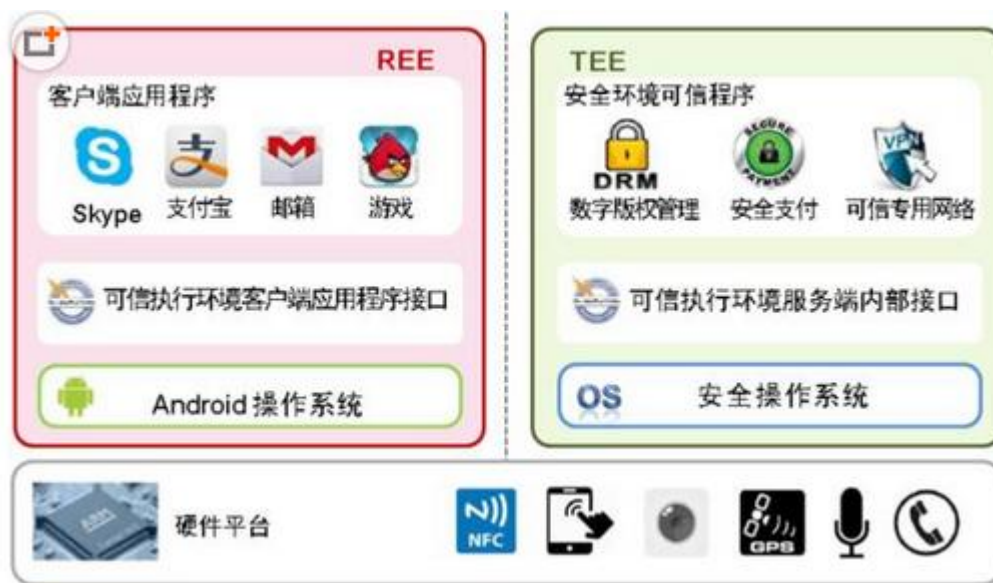 REE
客户端应用程序
Skype
支付宝
邮箱
游戏
可信执行环境客户端应用程序接口
Android 操作系统
TEE
安全环境可信程序
DRM
数字版权管理
SECURE PAYMENT
安全支付
VPN
可信专用网络
可信执行环境服务端内部接口
OS
安全操作系统
ARM
硬件平台
NFC
GPS